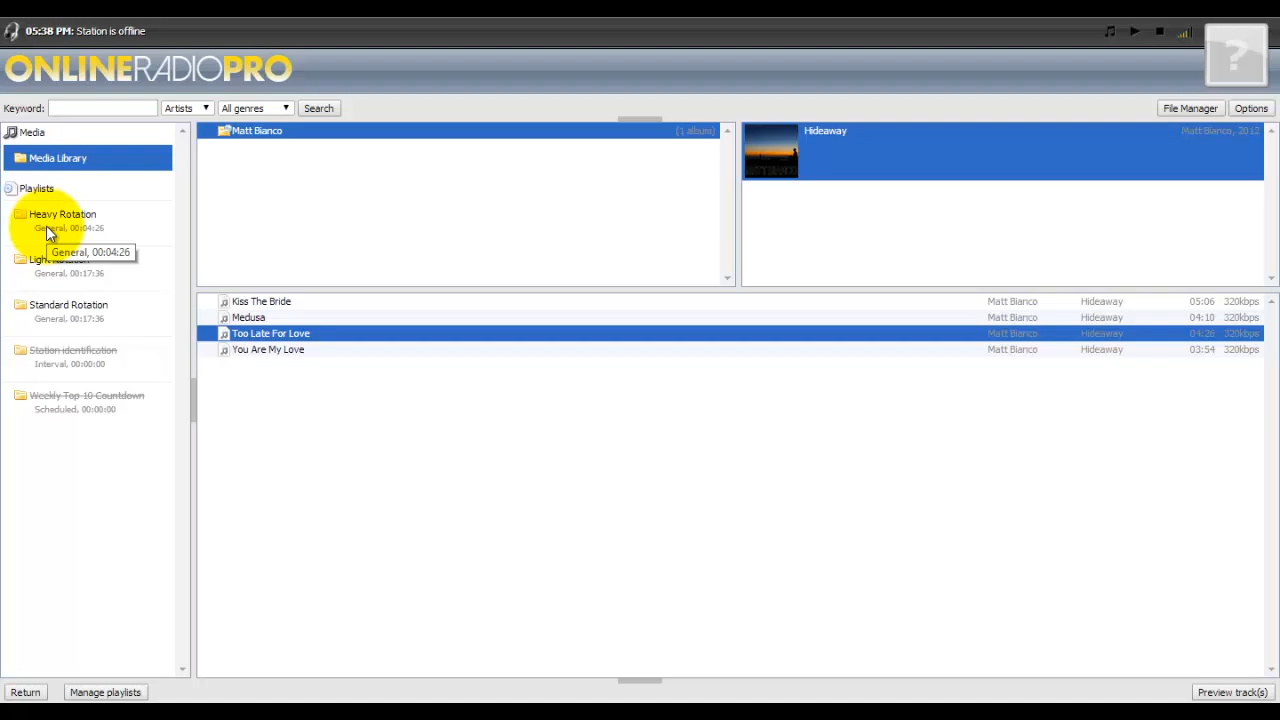 05:38 PM: Station is offline
ONLINERADIOPRO
Keyword: Artists All genres Search File Manager Options
Media
Media Library
Playlists
Heavy Rotation
General, 00:04:26
General, 00:04:26
Light Rotation
General, 00:17:36
Standard Rotation
General, 00:17:36
Station identification
Interval, 00:00:00
Weekly Top 10 Countdown
Scheduled, 00:00:00
Matt Bianco (1 album)
Hideaway Matt Bianco, 2012
MATT BIANCO
Kiss The Bride Matt Bianco Hideaway 05:06 320kbps
Medusa Matt Bianco Hideaway 04:10 320kbps
Too Late For Love Matt Bianco Hideaway 04:26 320kbps
You Are My Love Matt Bianco Hideaway 03:54 320kbps
Return Manage playlists Preview track(s)